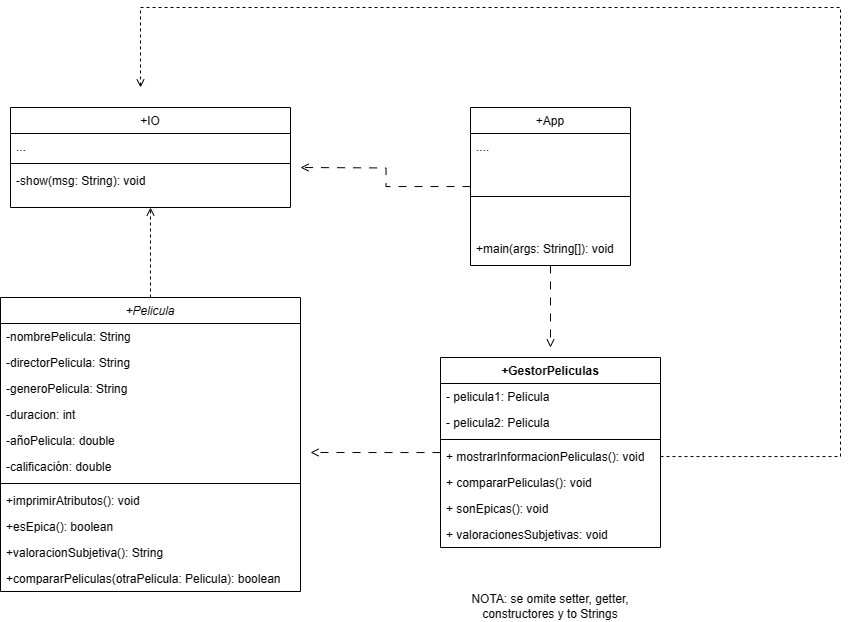 +IO
...
-show(msg: String): void
+App
....
+main(args: String[]): void
+Pelicula
-nombrePelicula: String
-directorPelicula: String
-generoPelicula: String
-duracion: int
-añoPelicula: double
-calificación: double
+imprimirAtributos(): void
+esEpica(): boolean
+valoracionSubjetiva(): String
+compararPeliculas(otraPelicula: Pelicula): boolean
+GestorPeliculas
- pelicula1: Pelicula
- pelicula2: Pelicula
+ mostrarInformacionPeliculas(): void
+ compararPeliculas(): void
+ sonEpicas(): void
+ valoracionesSubjetivas: void
NOTA: se omite setter, getter,
constructores y to Strings